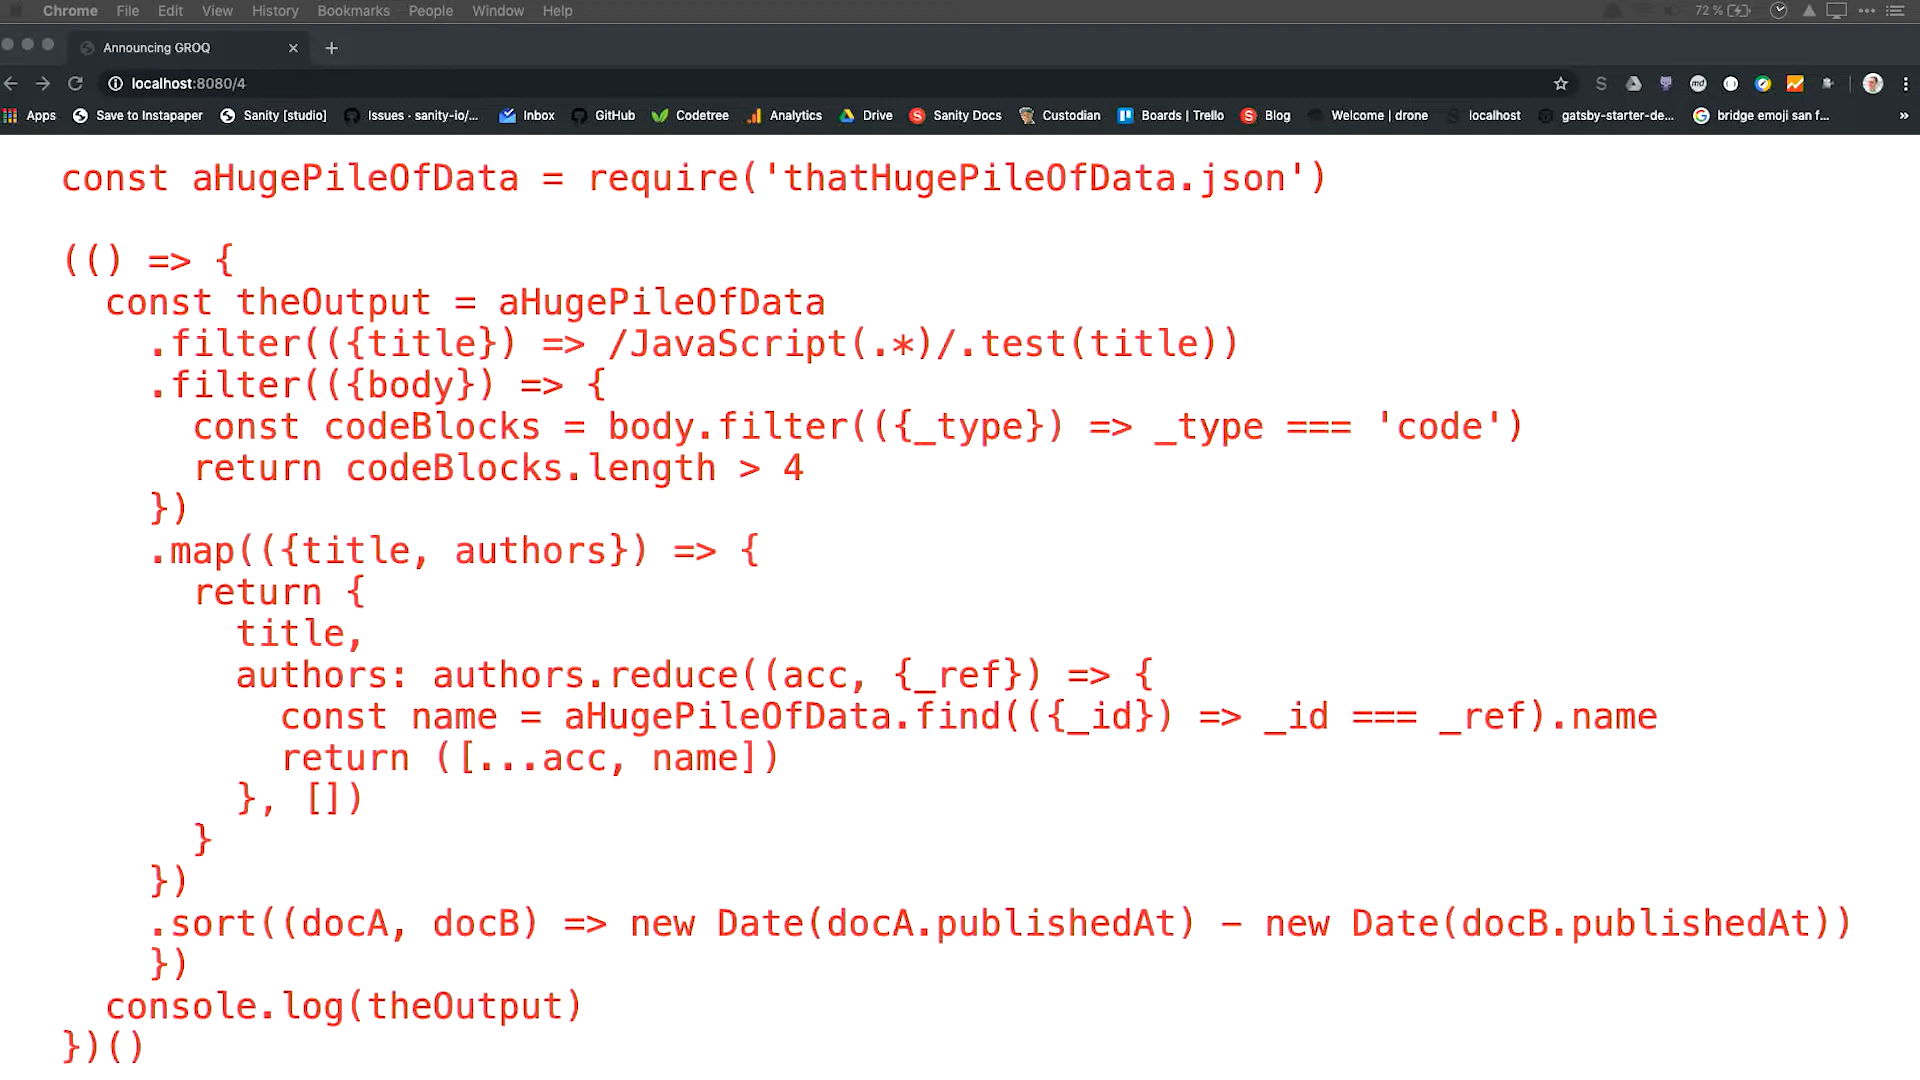 Chrome File Edit View History Bookmarks People Window Help 72 %
Announcing GROQ
localhost:8080/4
Apps Save to Instapaper Sanity [studio] Issues · sanity-io/... Inbox GitHub Codetree Analytics Drive Sanity Docs Custodian Boards | Trello Blog Welcome | drone localhost gatsby-starter-de... bridge emoji san f... »
const aHugePileOfData = require('thatHugePileOfData.json')
(() => {
const theOutput = aHugePileOfData
.filter(({title}) => /JavaScript(.*)/.test(title))
.filter(({body}) => {
const codeBlocks = body.filter(({_type}) => _type === 'code')
return codeBlocks.length > 4
})
.map(({title, authors}) => {
return {
title,
authors: authors.reduce((acc, {_ref}) => {
const name = aHugePileOfData.find(({_id}) => _id === _ref).name
return ([...acc, name])
}, [])
}
})
.sort((docA, docB) => new Date(docA.publishedAt) - new Date(docB.publishedAt))
})
console.log(theOutput)
})()